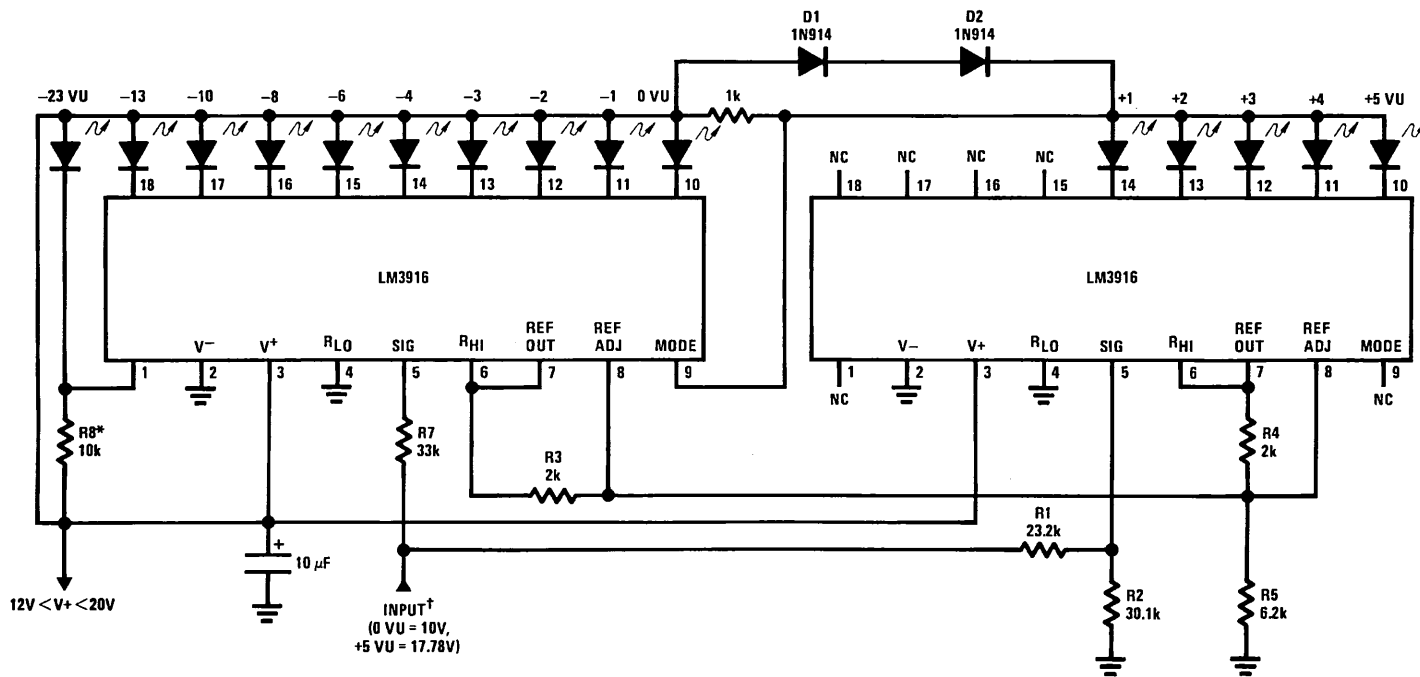 D1
1N914
D2
1N914
−23 VU −13 −10 −8 −6 −4 −3 −2 −1 0 VU 1k +1 +2 +3 +4 +5 VU
NC NC NC NC
18 17 16 15 14 13 12 11 10
18 17 16 15 14 13 12 11 10
LM3916
LM3916
V− V+ RLO SIG RHI REF OUT REF ADJ MODE
1 2 3 4 5 6 7 8 9
V− V+ RLO SIG RHI REF OUT REF ADJ MODE
1 2 3 4 5 6 7 8 9
NC NC
R8*
10k
R7
33k
R3
2k
R4
2k
R1
23.2k
+
10 μF
R2
30.1k
R5
6.2k
12V < V+ < 20V
INPUT†
(0 VU = 10V,
+5 VU = 17.78V)